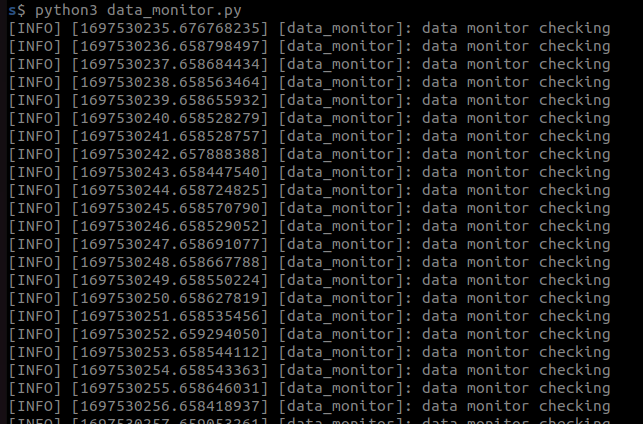 s$ python3 data_monitor.py
[INFO] [1697530235.676768235] [data_monitor]: data monitor checking
[INFO] [1697530236.658798497] [data_monitor]: data monitor checking
[INFO] [1697530237.658684434] [data_monitor]: data monitor checking
[INFO] [1697530238.658563464] [data_monitor]: data monitor checking
[INFO] [1697530239.658655932] [data_monitor]: data monitor checking
[INFO] [1697530240.658528279] [data_monitor]: data monitor checking
[INFO] [1697530241.658528757] [data_monitor]: data monitor checking
[INFO] [1697530242.657888388] [data_monitor]: data monitor checking
[INFO] [1697530243.658447540] [data_monitor]: data monitor checking
[INFO] [1697530244.658724825] [data_monitor]: data monitor checking
[INFO] [1697530245.658570790] [data_monitor]: data monitor checking
[INFO] [1697530246.658529052] [data_monitor]: data monitor checking
[INFO] [1697530247.658691077] [data_monitor]: data monitor checking
[INFO] [1697530248.658667788] [data_monitor]: data monitor checking
[INFO] [1697530249.658550224] [data_monitor]: data monitor checking
[INFO] [1697530250.658627819] [data_monitor]: data monitor checking
[INFO] [1697530251.658535456] [data_monitor]: data monitor checking
[INFO] [1697530252.659294050] [data_monitor]: data monitor checking
[INFO] [1697530253.658544112] [data_monitor]: data monitor checking
[INFO] [1697530254.658543363] [data_monitor]: data monitor checking
[INFO] [1697530255.658646031] [data_monitor]: data monitor checking
[INFO] [1697530256.658418937] [data_monitor]: data monitor checking
[INFO] [data_monitor]: data monitor checking